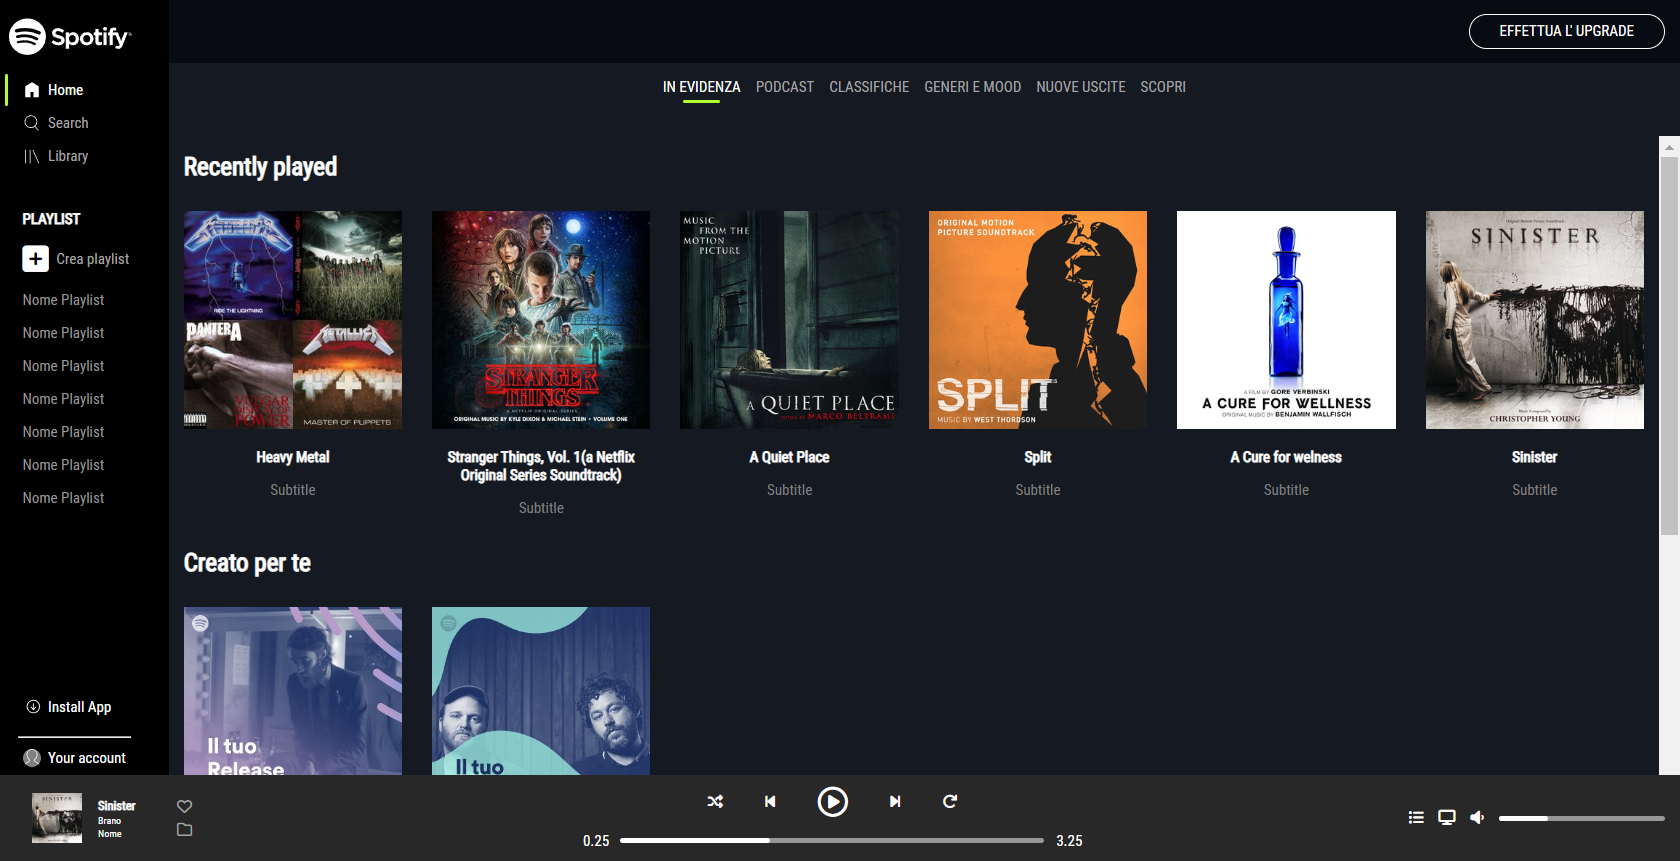 Spotify
EFFETTUA L' UPGRADE
Home
Search
Library
IN EVIDENZA PODCAST CLASSIFICHE GENERI E MOOD NUOVE USCITE SCOPRI
PLAYLIST
Crea playlist
Nome Playlist
Nome Playlist
Nome Playlist
Nome Playlist
Nome Playlist
Nome Playlist
Nome Playlist
Install App
Your account
Recently played
METALLICA
RIDE THE LIGHTNING
PANTERA
VULGAR
DISPLAY OF
POWER
METALLICA
MASTER OF PUPPETS
Heavy Metal
Subtitle
STRANGER
THINGS
A NETFLIX ORIGINAL SERIES
ORIGINAL MUSIC BY KYLE DIXON & MICHAEL STEIN • VOLUME ONE
Stranger Things, Vol. 1(a Netflix
Original Series Soundtrack)
Subtitle
MUSIC
FROM THE
MOTION
PICTURE
A QUIET PLACE
MARCO BELTRAMI
A Quiet Place
Subtitle
ORIGINAL MOTION
PICTURE SOUNDTRACK
SPLIT
MUSIC BY WEST THORDSON
Split
Subtitle
A FILM BY GORE VERBINSKI
A CURE FOR WELLNESS
ORIGINAL MUSIC BY BENJAMIN WALLFISCH
A Cure for welness
Subtitle
Original Motion Picture Soundtrack
SINISTER
Music Composed by
CHRISTOPHER YOUNG
Sinister
Subtitle
Creato per te
Il tuo
Release
Il tuo
SINISTER
Sinister
Brano
Nome
0.25
3.25